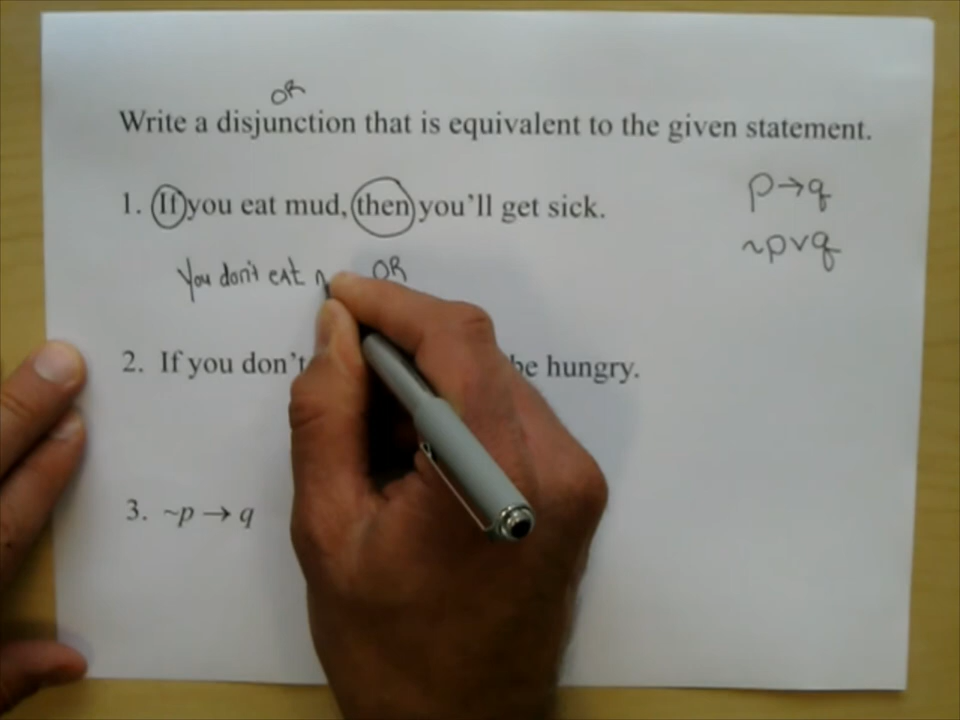 OR
Write a disjunction that is equivalent to the given statement.
1. If you eat mud, then you'll get sick.
p→q
~p∨q
You don't eat OR
2. If you don't be hungry.
3. ~p → q